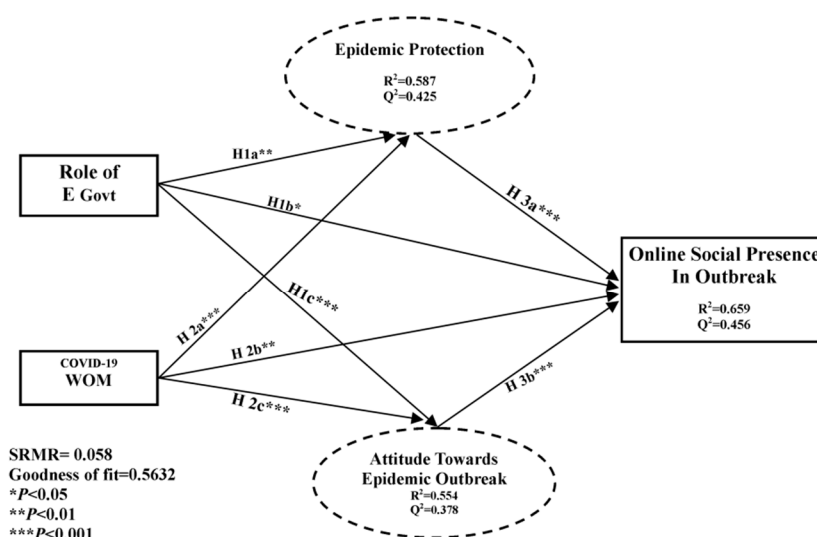 Epidemic Protection
R²=0.587
Q²=0.425
H1a**
Role of
E Govt
H1b*
H 3a***
Online Social Presence
In Outbreak
R²=0.659
Q²=0.456
H1c***
H 2a***
H 2b**
COVID-19
WOM
H 2c***
H 3b***
Attitude Towards
Epidemic Outbreak
R²=0.554
Q²=0.378
SRMR= 0.058
Goodness of fit=0.5632
*P<0.05
**P<0.01
***P<0.001